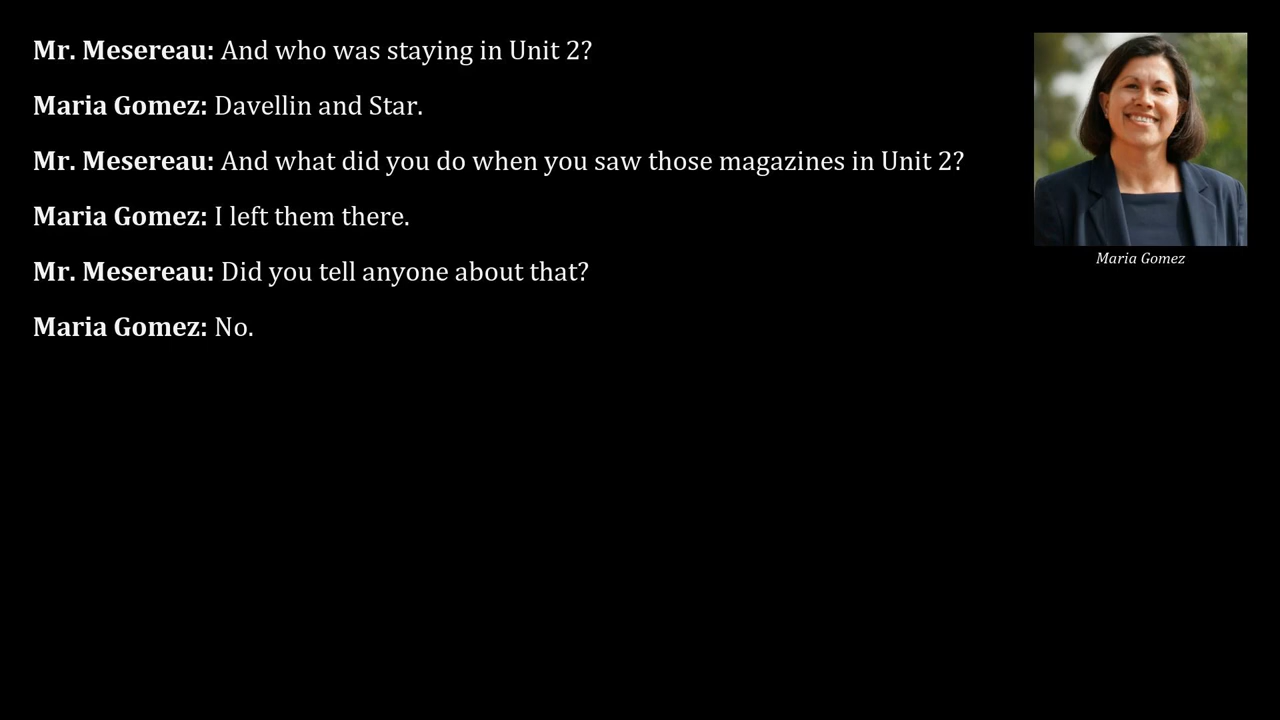 Mr. Mesereau: And who was staying in Unit 2?
Maria Gomez: Davellin and Star.
Mr. Mesereau: And what did you do when you saw those magazines in Unit 2?
Maria Gomez: I left them there.
Mr. Mesereau: Did you tell anyone about that?
Maria Gomez: No.
Maria Gomez